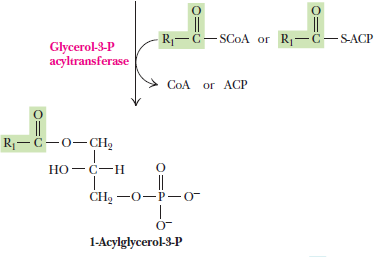 O O
R₁—C—SCoA or R₁—C—S-ACP
Glycerol-3-P
acyltransferase
CoA or ACP
O
R₁—C—O—CH₂
HO—C—H O
CH₂—O—P—O⁻
O⁻
1-Acylglycerol-3-P